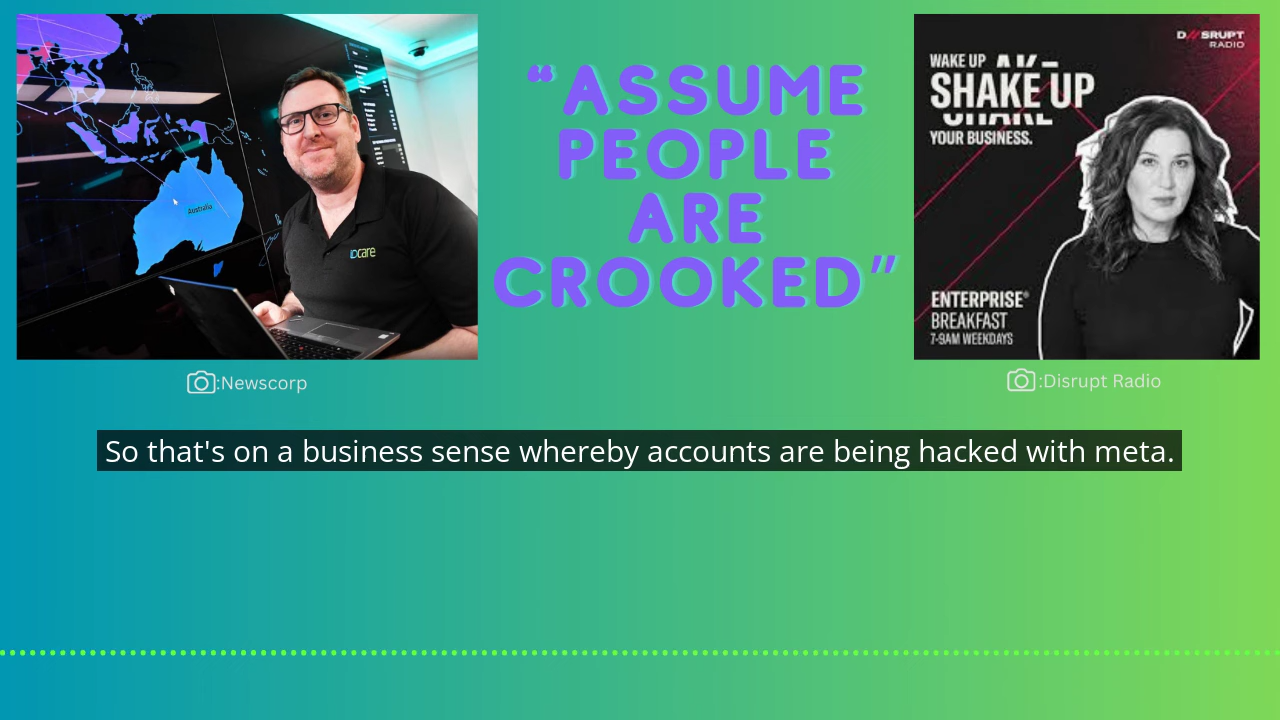 Australia
IDCARE
:Newscorp
“ASSUME
PEOPLE
ARE
CROOKED”
D//SRUPT
RADIO
WAKE UP
SHAKE UP
YOUR BUSINESS.
ENTERPRISE®
BREAKFAST
7-9AM WEEKDAYS
:Disrupt Radio
So that's on a business sense whereby accounts are being hacked with meta.